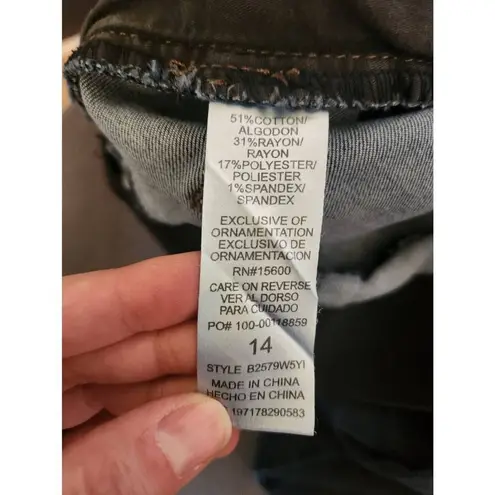 51%COTTON/
ALGODON
31%RAYON/
RAYON
17%POLYESTER/
POLIESTER
1%SPANDEX/
SPANDEX
EXCLUSIVE OF
ORNAMENTATION
EXCLUSIVO DE
ORNAMENTACION
RN#15600
CARE ON REVERSE
VER AL DORSO
PARA CUIDADO
PO# 100-00118859
14
STYLE B2579W5YI
MADE IN CHINA
HECHO EN CHINA
197178290583